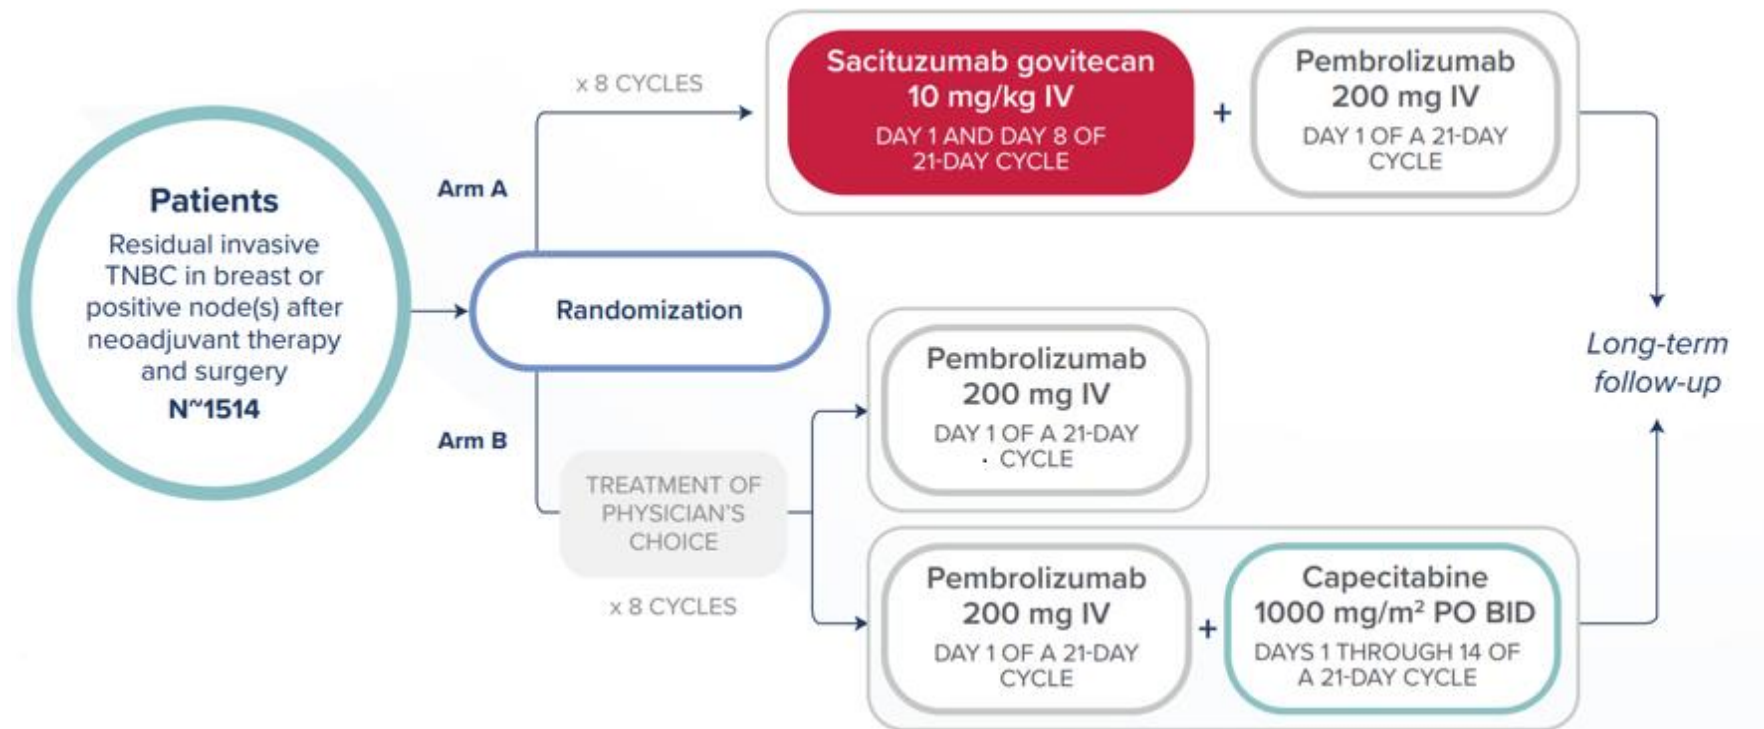 Patients
Residual invasive
TNBC in breast or
positive node(s) after
neoadjuvant therapy
and surgery
N~1514
Arm A
x 8 CYCLES
Randomization
Arm B
Sacituzumab govitecan
10 mg/kg IV
DAY 1 AND DAY 8 OF
21-DAY CYCLE
+
Pembrolizumab
200 mg IV
DAY 1 OF A 21-DAY
CYCLE
TREATMENT OF
PHYSICIAN'S
CHOICE
x 8 CYCLES
Pembrolizumab
200 mg IV
DAY 1 OF A 21-DAY
. CYCLE
Pembrolizumab
200 mg IV
DAY 1 OF A 21-DAY
CYCLE
+
Capecitabine
1000 mg/m² PO BID
DAYS 1 THROUGH 14 OF
A 21-DAY CYCLE
Long-term
follow-up